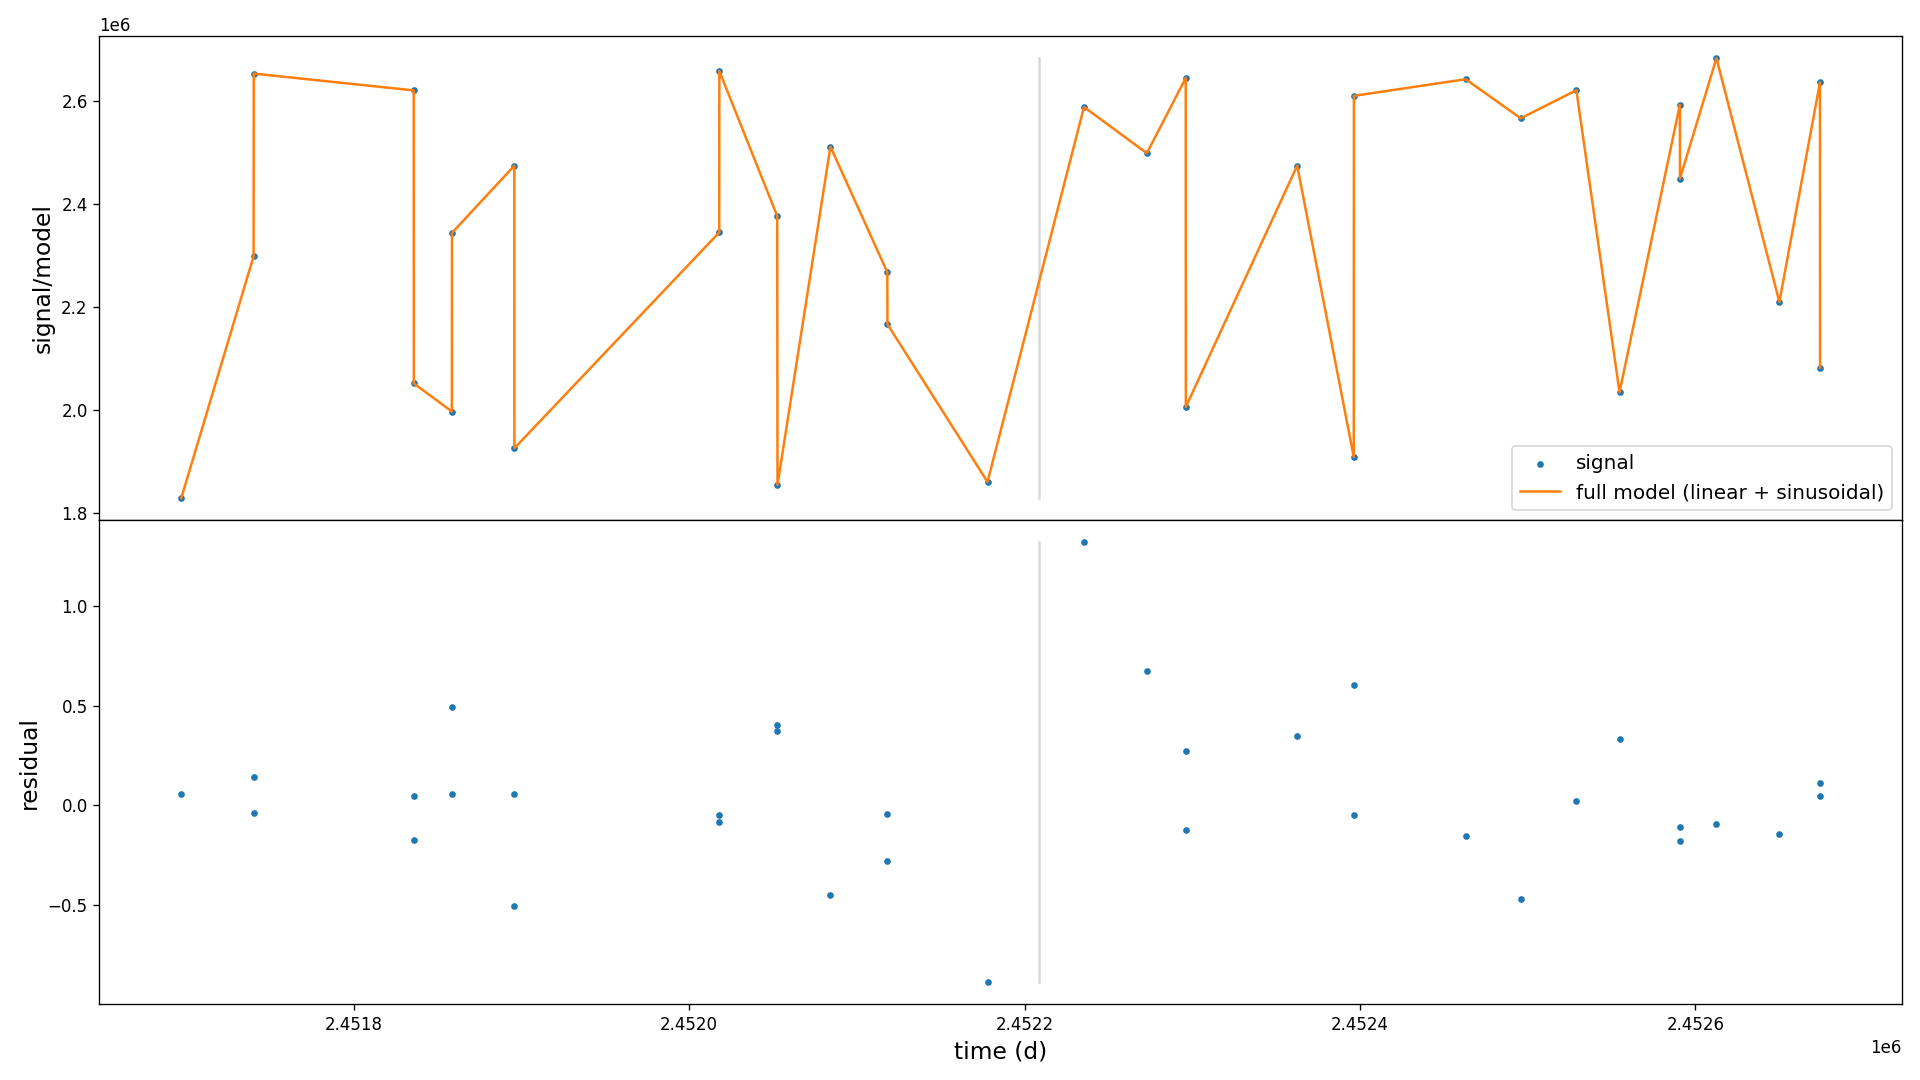 1e6
2.6
2.4
2.2
2.0
1.8
signal/model
signal
full model (linear + sinusoidal)
1.0
0.5
0.0
−0.5
residual
2.4518
2.4520
2.4522
2.4524
2.4526
time (d)
1e6